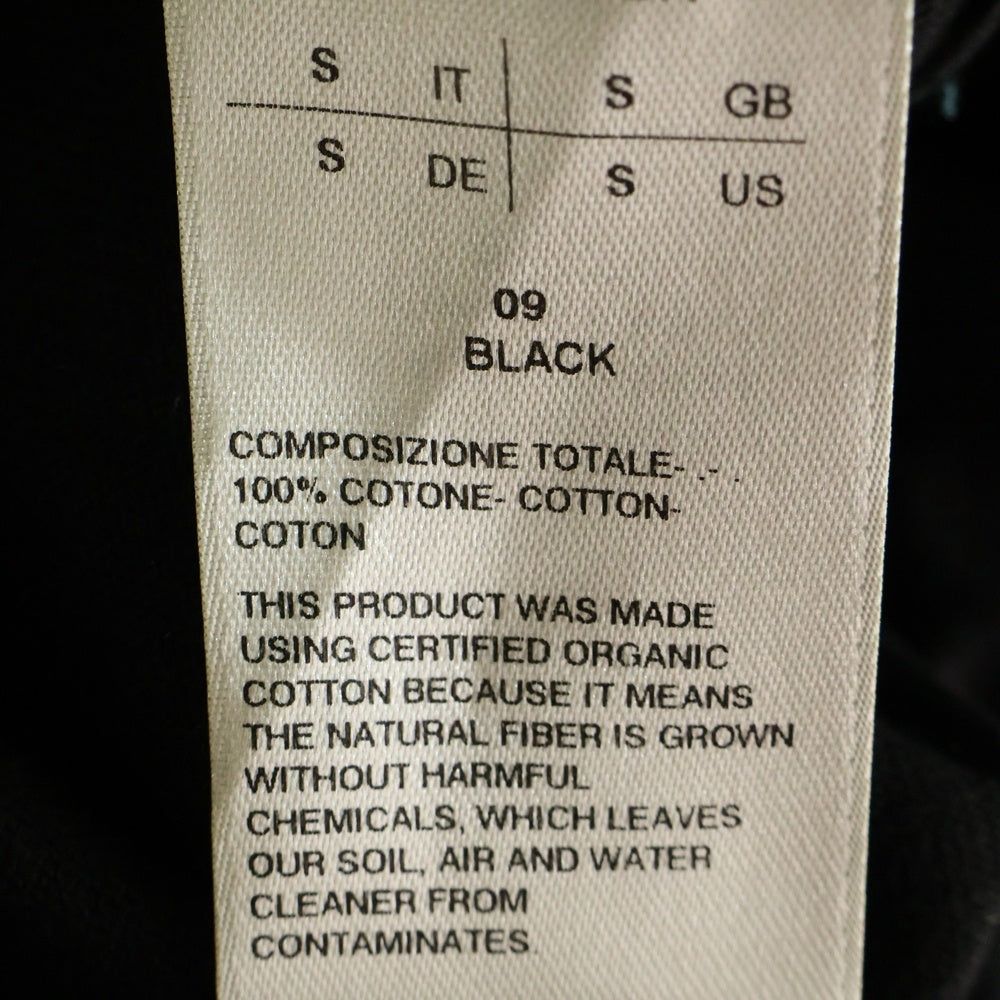 S IT S GB
S DE S US
09
BLACK
COMPOSIZIONE TOTALE- .- .
100% COTONE- COTTON-
COTON
THIS PRODUCT WAS MADE
USING CERTIFIED ORGANIC
COTTON BECAUSE IT MEANS
THE NATURAL FIBER IS GROWN
WITHOUT HARMFUL
CHEMICALS, WHICH LEAVES
OUR SOIL, AIR AND WATER
CLEANER FROM
CONTAMINATES.